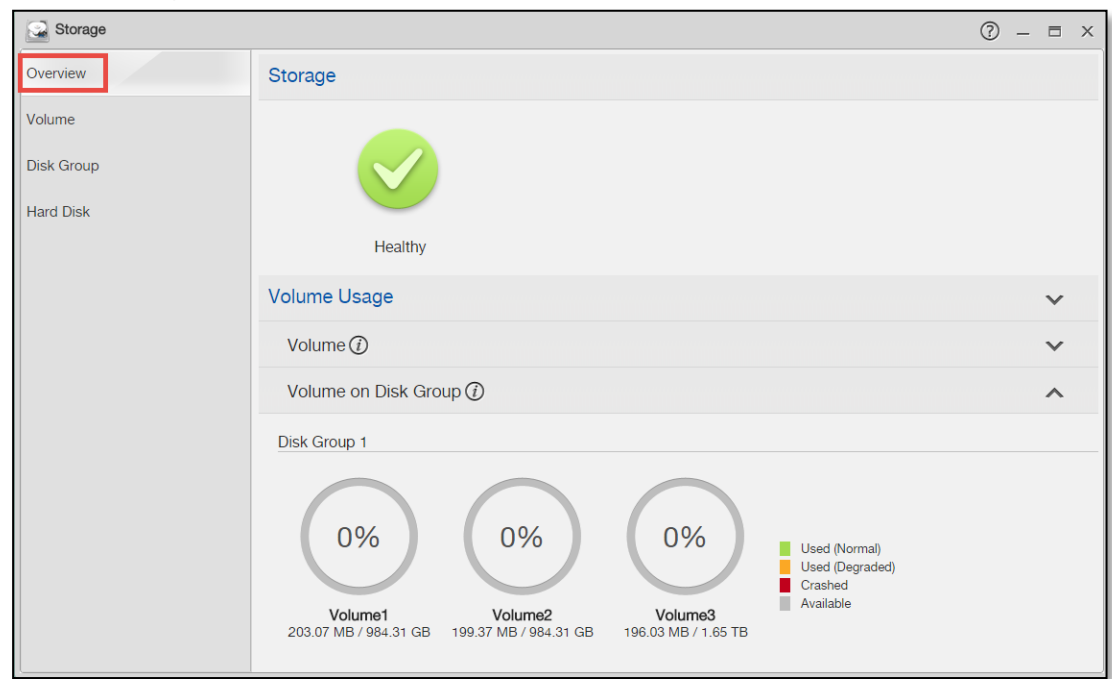 Storage
Overview
Volume
Disk Group
Hard Disk
Storage
Healthy
Volume Usage
Volume
Volume on Disk Group
Disk Group 1
0% 0% 0%
Volume1 Volume2 Volume3
203.07 MB / 984.31 GB 199.37 MB / 984.31 GB 196.03 MB / 1.65 TB
Used (Normal)
Used (Degraded)
Crashed
Available